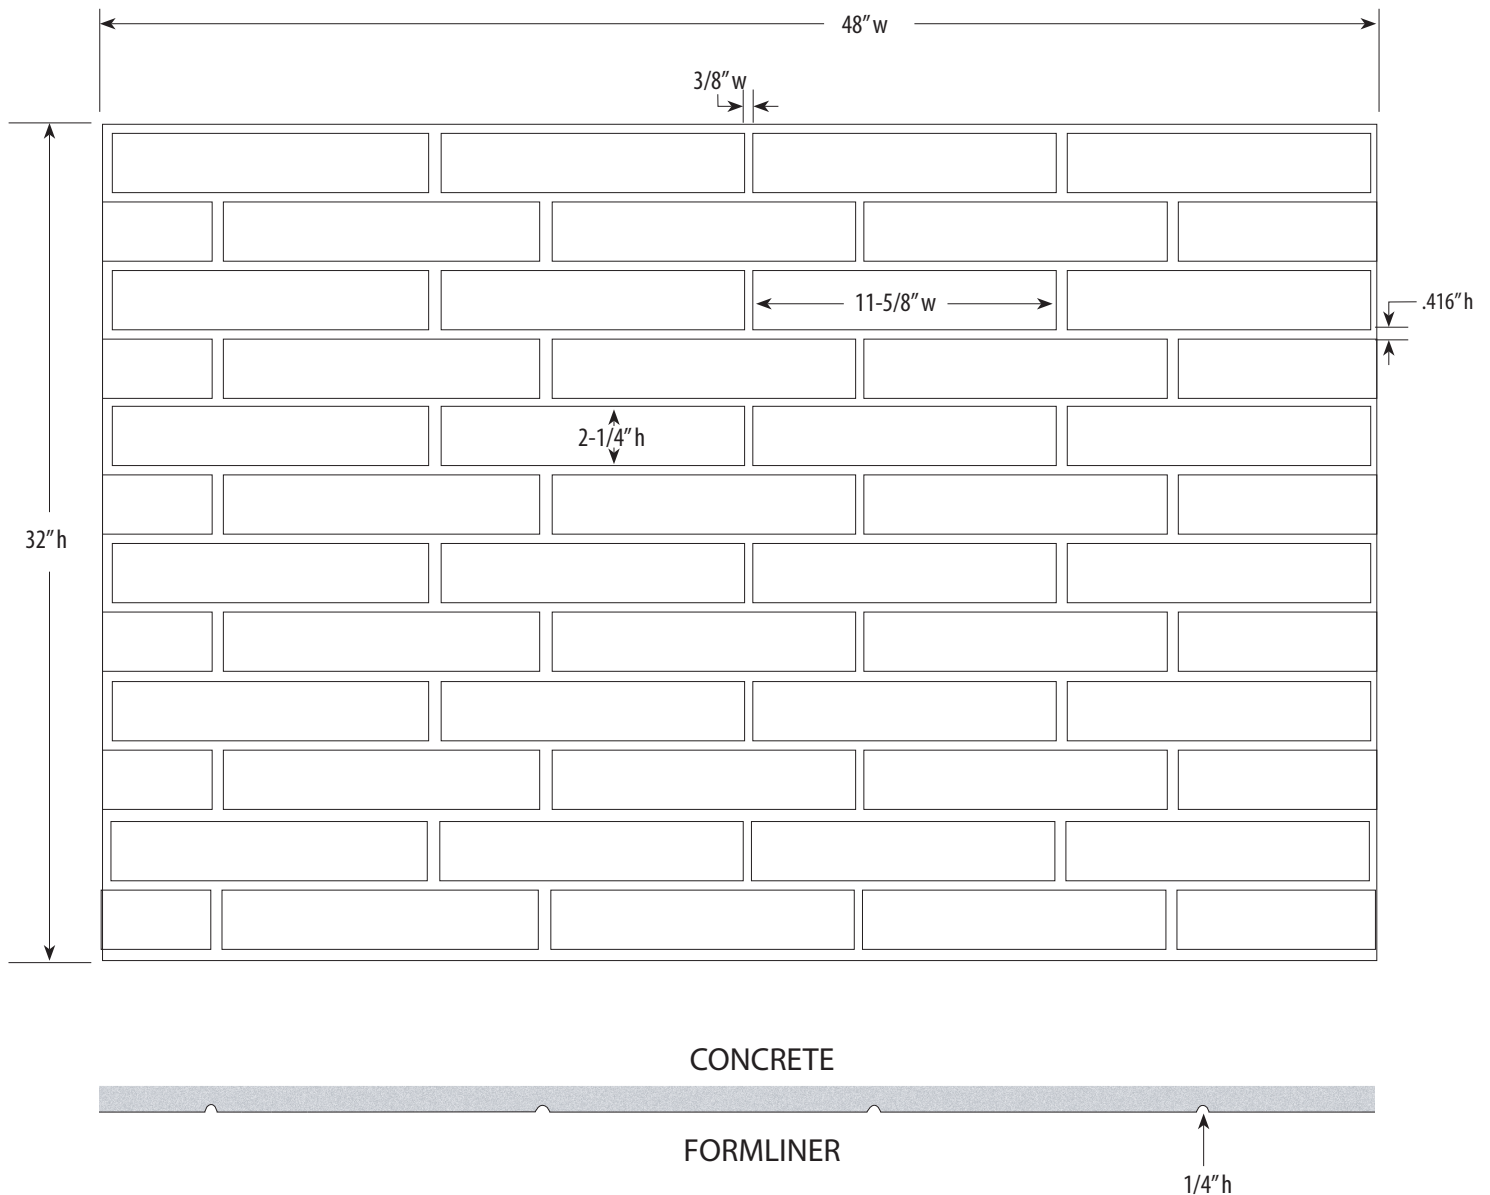 48" w
3/8" w
11-5/8" w
.416" h
2-1/4" h
32" h
CONCRETE
FORMLINER
1/4" h